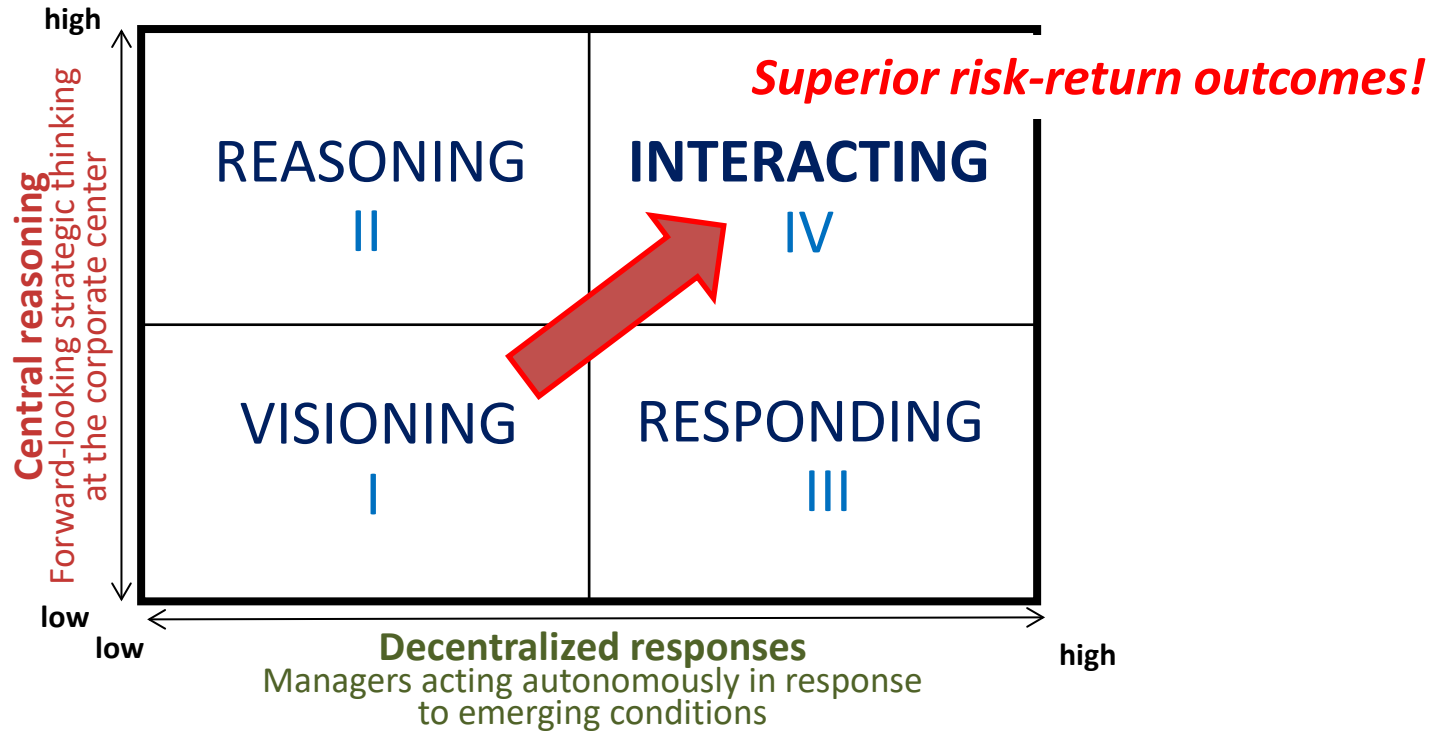 high
Superior risk-return outcomes!
REASONING
II
INTERACTING
IV
Central reasoning
Forward-looking strategic thinking
at the corporate center
VISIONING
I
RESPONDING
III
low
low
high
Decentralized responses
Managers acting autonomously in response
to emerging conditions